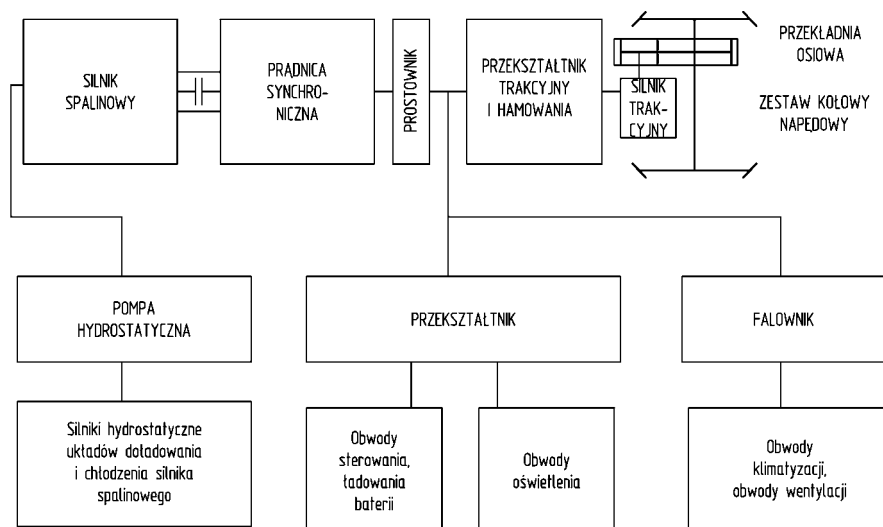 SILNIK
SPALINOWY
PRĄDNICA
SYNCHRO-
NICZNA
PROSTOWNIK
PRZEKSZTAŁTNIK
TRAKCYJNY
I HAMOWANIA
SILNIK
TRAK-
CYJNY
PRZEKŁADNIA
OSIOWA
ZESTAW KOŁOWY
NAPĘDOWY
POMPA
HYDROSTATYCZNA
PRZEKSZTAŁTNIK
FALOWNIK
Silniki hydrostatyczne
układów doładowania
i chłodzenia silnika
spalinowego
Obwody
sterowania,
ładowania
baterii
Obwody
oświetlenia
Obwody
klimatyzacji,
obwody wentylacji